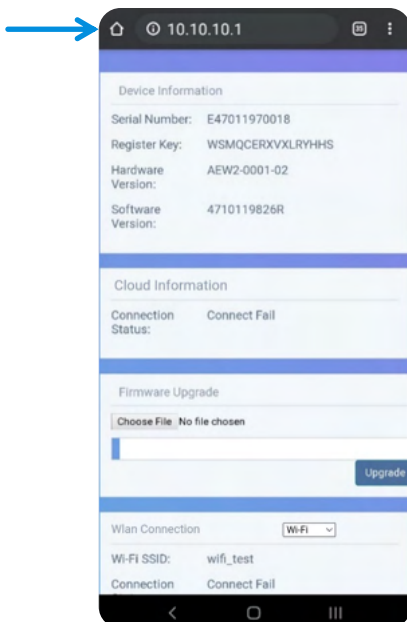 10.10.10.1
35
Device Information
Serial Number: E47011970018
Register Key: WSMQCERXVXLRYHHS
Hardware Version: AEW2-0001-02
Software Version: 4710119826R
Cloud Information
Connection Status: Connect Fail
Firmware Upgrade
Choose File No file chosen
Upgrade
Wlan Connection Wi-Fi
Wi-Fi SSID: wifi_test
Connection Connect Fail